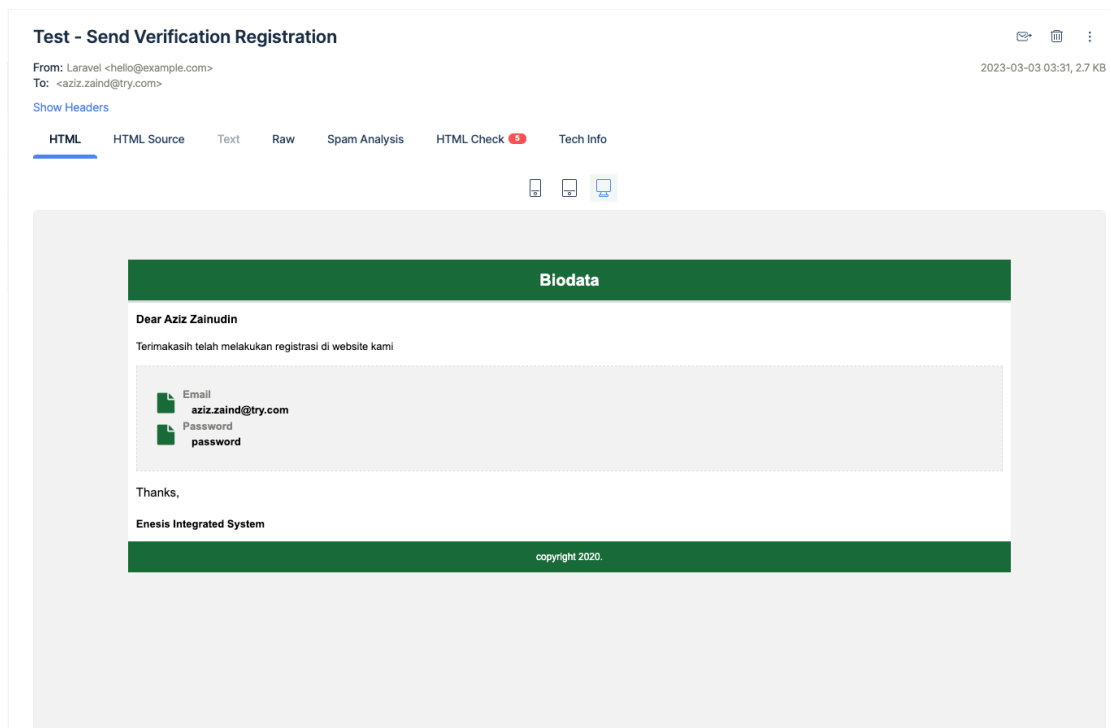 Test - Send Verification Registration
From: Laravel <hello@example.com>
2023-03-03 03:31, 2.7 KB
To: <aziz.zaind@try.com>
Show Headers
HTML HTML Source Text Raw Spam Analysis HTML Check 5 Tech Info
Biodata
Dear Aziz Zainudin
Terimakasih telah melakukan registrasi di website kami
Email
aziz.zaind@try.com
Password
password
Thanks,
Enesis Integrated System
copyright 2020.